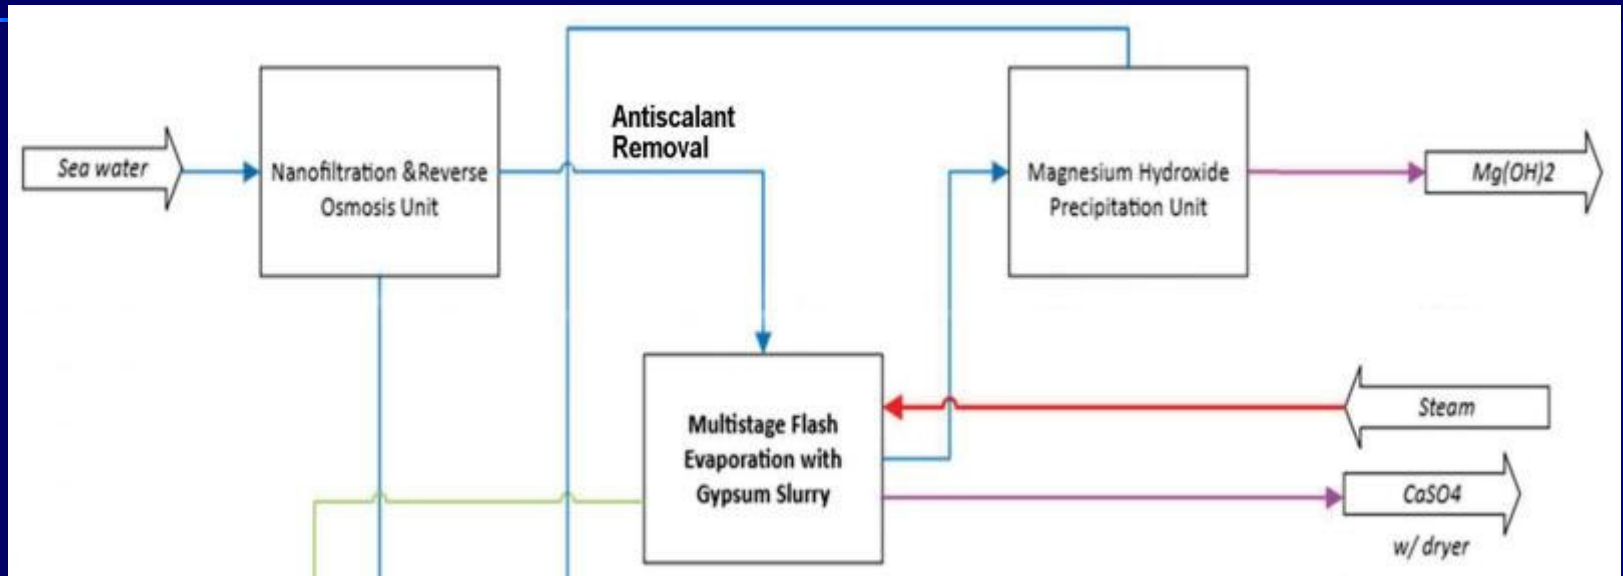 Antiscalant
Removal
Sea water
Nanofiltration &Reverse
Osmosis Unit
Magnesium Hydroxide
Precipitation Unit
Mg(OH)2
Multistage Flash
Evaporation with
Gypsum Slurry
Steam
CaSO4
w/ dryer